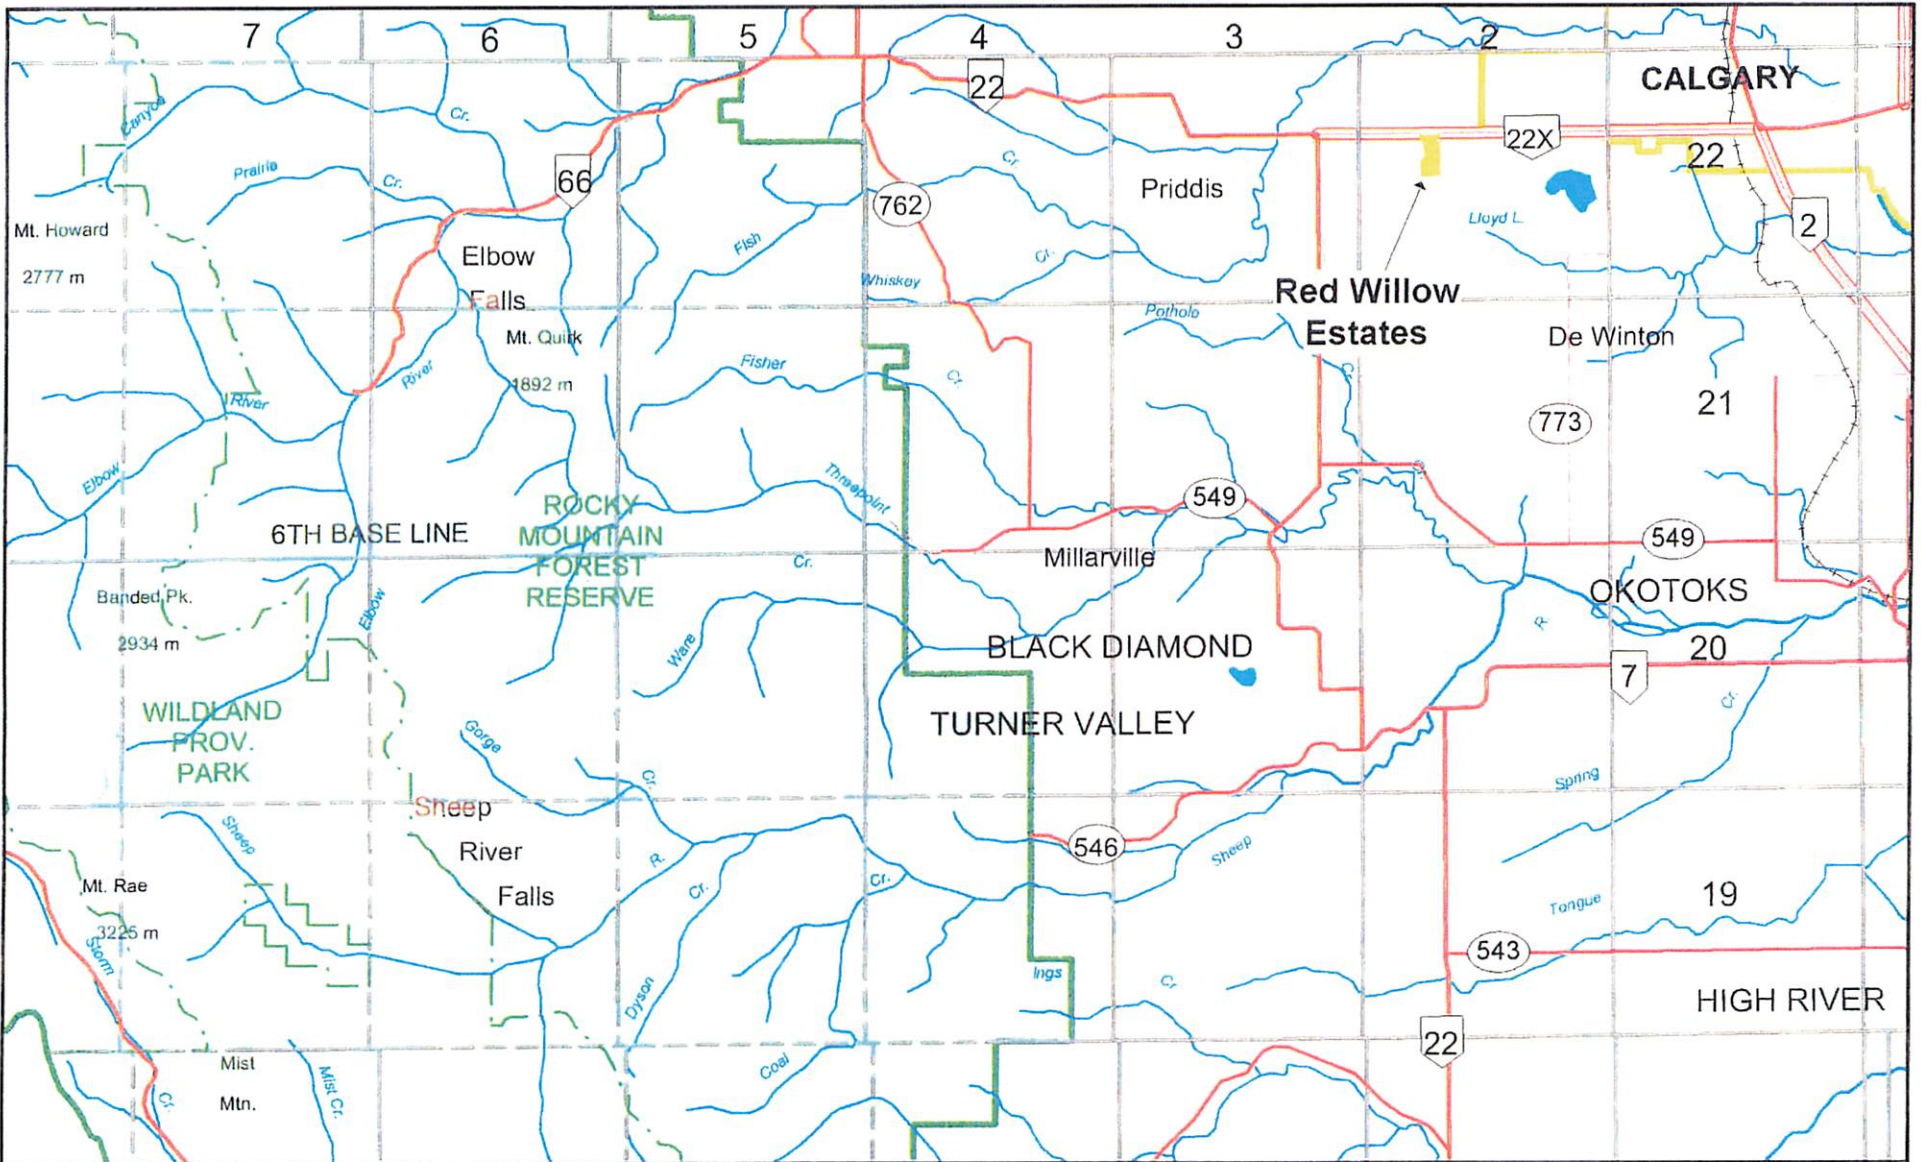 7
6
5
4
3
2
22
CALGARY
Canyon
Cr.
22X
22
Prairie
Cr.
66
Cr.
Priddis
762
Mt. Howard
2777 m
Elbow
Falls
Fish
Cr.
Lloyd L.
2
Whiskey
Red Willow
Estates
Mt. Quirk
1892 m
Pothole
De Winton
River
Fisher
Cr.
Cr.
River
773
21
Elbow
Threepoint
549
ROCKY
MOUNTAIN
FOREST
RESERVE
6TH BASE LINE
Cr.
Millarville
549
Banded Pk.
2934 m
Elbow
OKOTOKS
R.
Ware
BLACK DIAMOND
20
7
WILDLAND
PROV.
PARK
Gorge
TURNER VALLEY
Cr.
Cr.
Spring
Sheep
River
Falls
Sheep
R.
546
Sheep
Mt. Rae
3225 m
Cr.
Cr.
19
Tongue
Storm
543
Dyson
Ings
Cr.
HIGH RIVER
22
Mist
Mtn.
Coal
Mist Cr.
Cr.